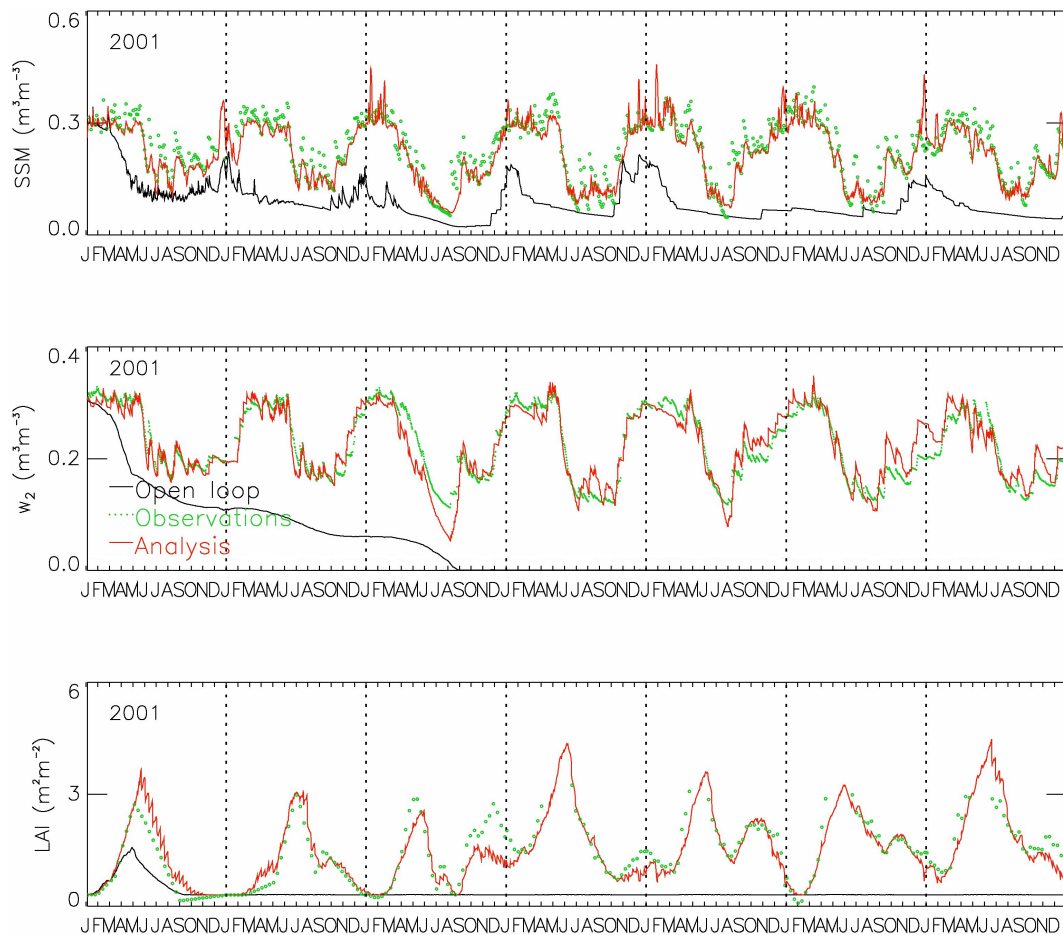 0.6
2001
SSM (m³m⁻³)
0.3
0.0
JFMAMJJASONDJFMAMJJASONDJFMAMJJASONDJFMAMJJASONDJFMAMJJASONDJFMAMJJASONDJFMAMJJASOND
0.4
2001
w₂ (m³m⁻³)
0.2
Open loop
Observations
Analysis
0.0
JFMAMJJASONDJFMAMJJASONDJFMAMJJASONDJFMAMJJASONDJFMAMJJASONDJFMAMJJASONDJFMAMJJASOND
6
2001
LAI (m²m⁻²)
3
0
JFMAMJJASONDJFMAMJJASONDJFMAMJJASONDJFMAMJJASONDJFMAMJJASONDJFMAMJJASONDJFMAMJJASOND